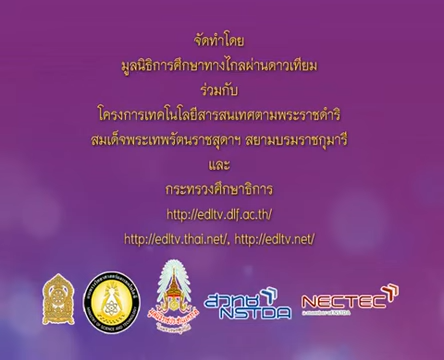 จัดทำโดย
มูลนิธิการศึกษาทางไกลผ่านดาวเทียม
ร่วมกับ
โครงการเทคโนโลยีสารสนเทศตามพระราชดำริ
สมเด็จพระเทพรัตนราชสุดาฯ สยามบรมราชกุมารี
และ
กระทรวงศึกษาธิการ
http://edltv.dlf.ac.th/
http://edltv.thai.net/, http://edltv.net/
สวทช
NSTDA
NECTEC